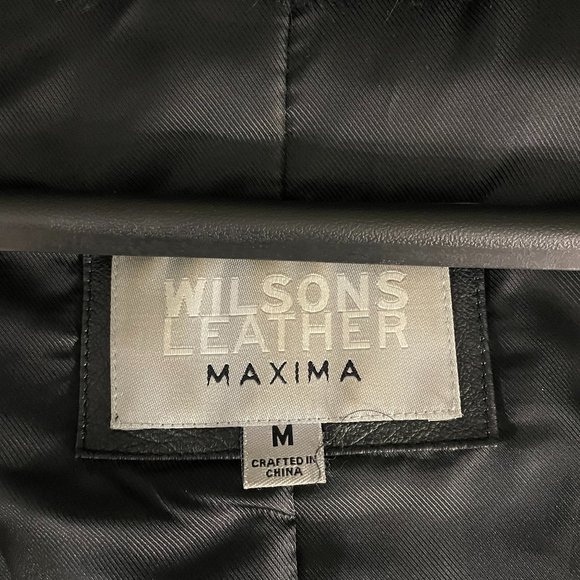 WILSONS
LEATHER
MAXIMA
M
CRAFTED IN
CHINA